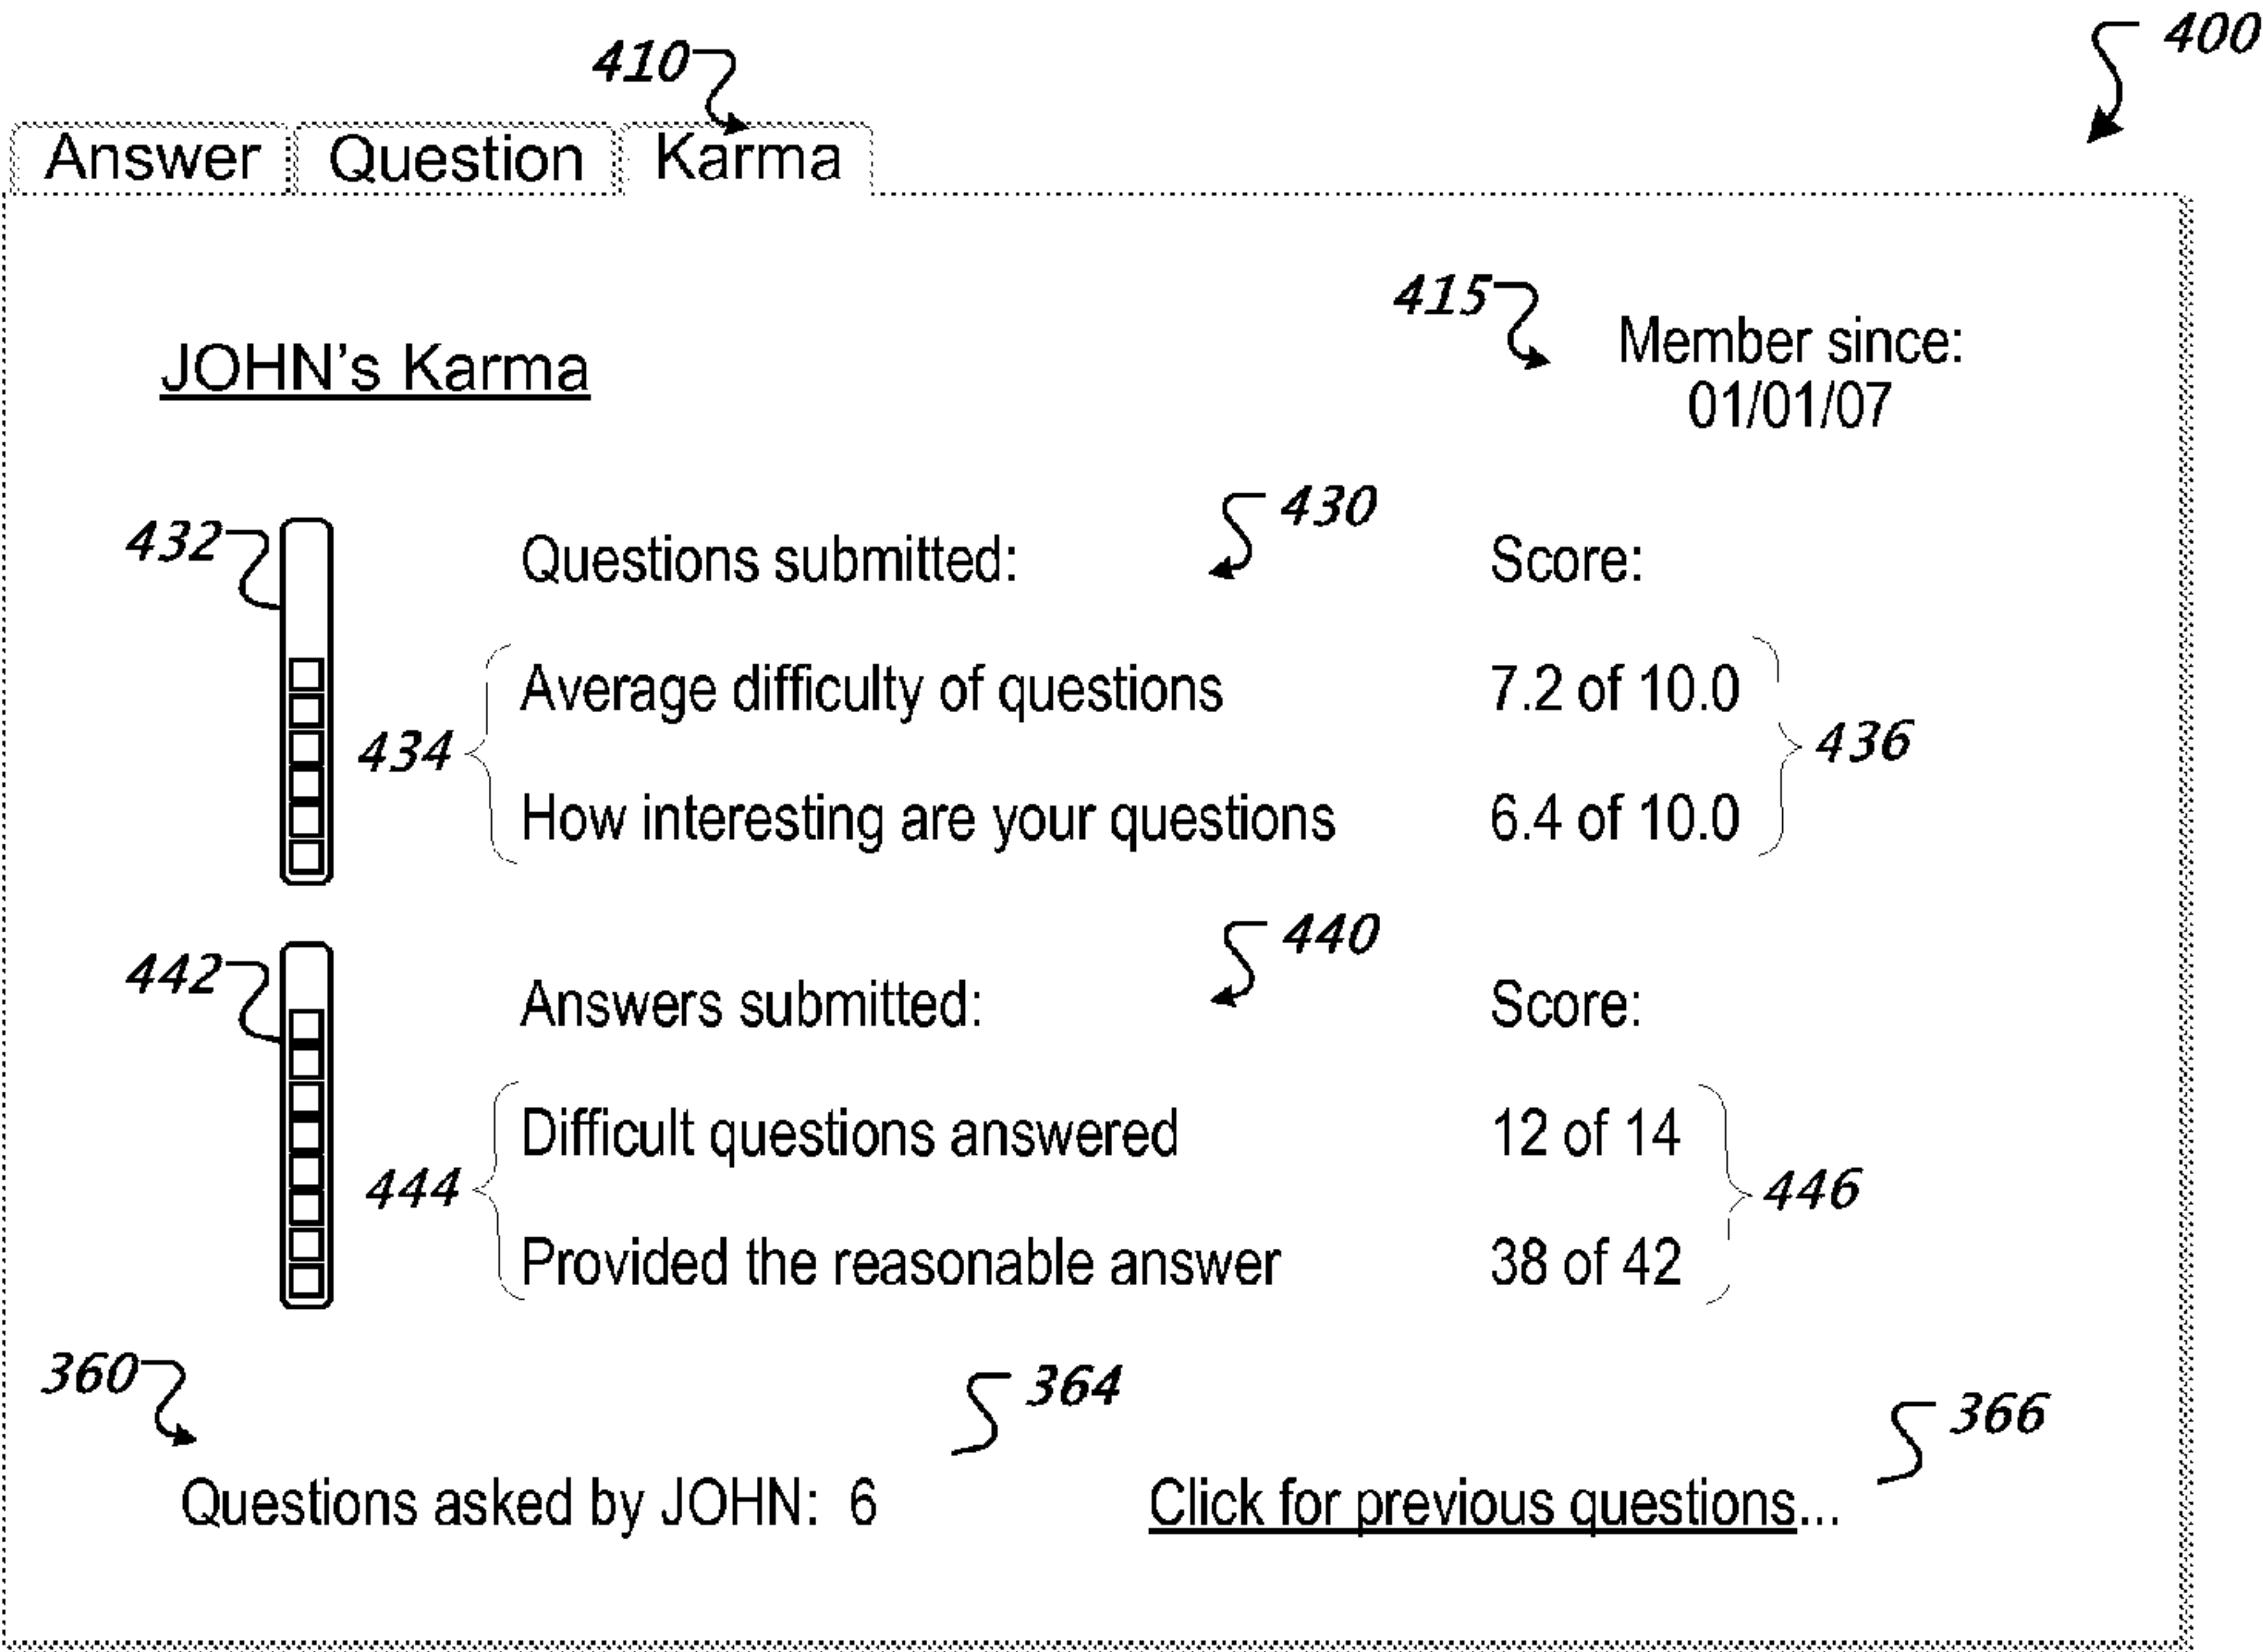 400
410
Answer Question Karma
415
JOHN's Karma
Member since:
01/01/07
432
430
Questions submitted: Score:
Average difficulty of questions 7.2 of 10.0
434 436
How interesting are your questions 6.4 of 10.0
442
440
Answers submitted: Score:
Difficult questions answered 12 of 14
444 446
Provided the reasonable answer 38 of 42
360 364 366
Questions asked by JOHN: 6 Click for previous questions...